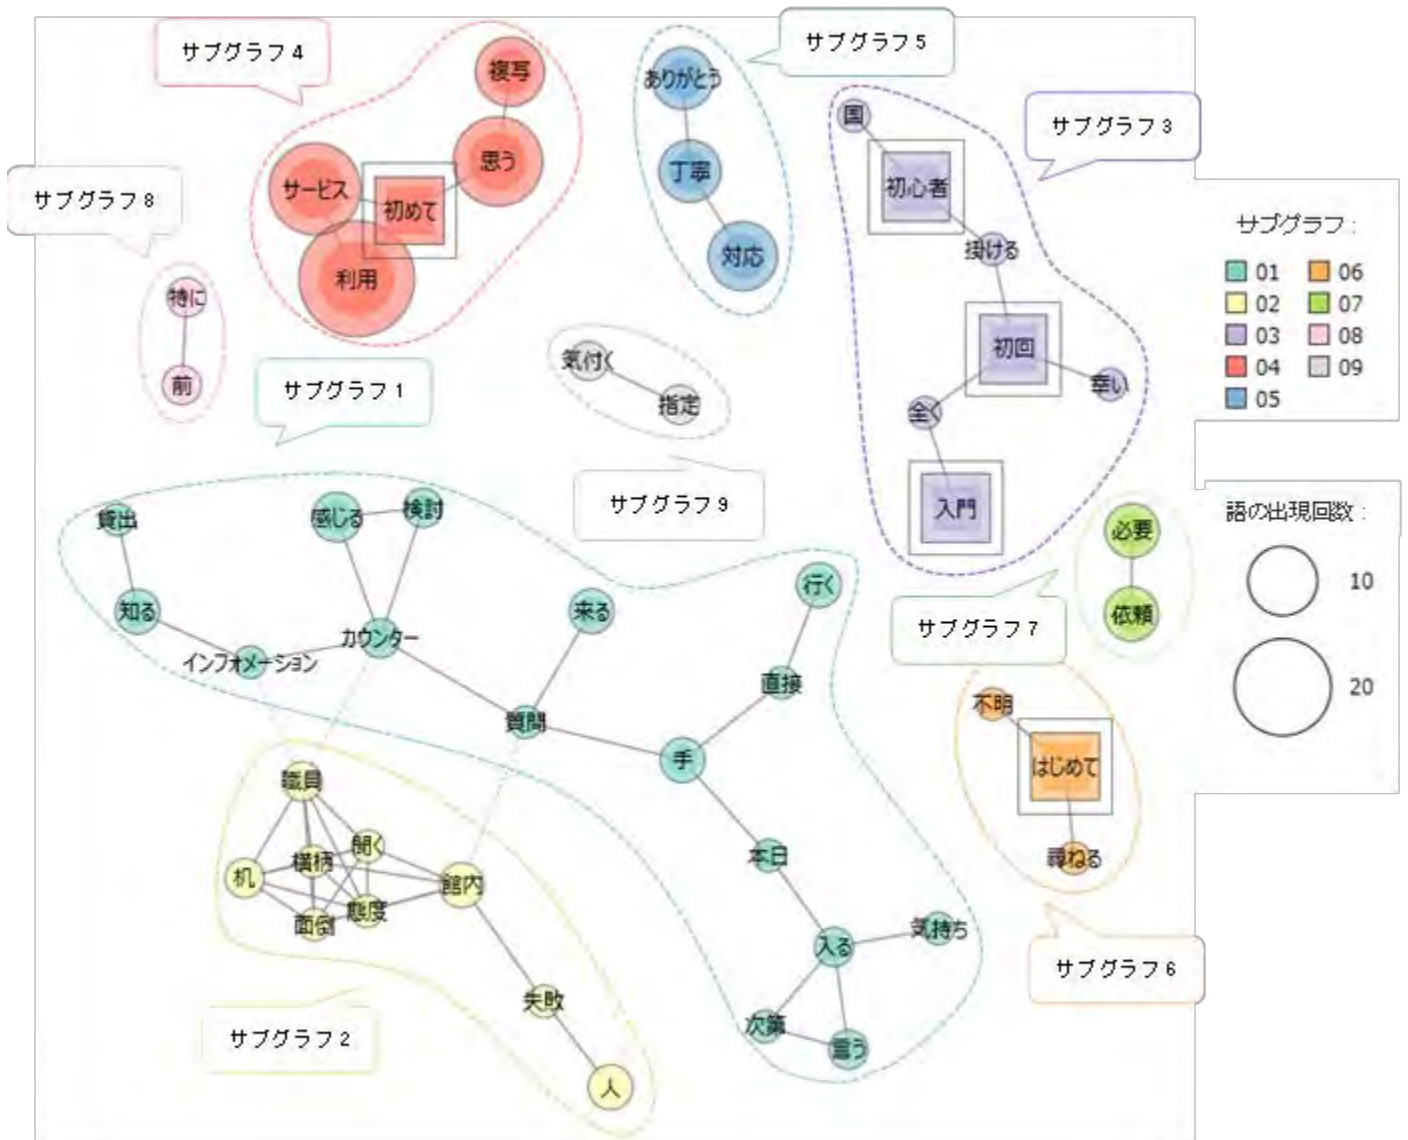 サブグラフ4
複写
思う
サービス
初めて
利用
サブグラフ5
ありがとう
丁寧
対応
サブグラフ3
国
初心者
掛ける
初回
幸い
全く
入門
サブグラフ8
特に
前
サブグラフ9
気付く
指定
サブグラフ1
貸出
感じる
検討
知る
インフォメーション
カウンター
来る
質問
行く
直接
手
本日
入る
気持ち
次第
言う
サブグラフ7
必要
依頼
サブグラフ6
不明
はじめて
尋ねる
サブグラフ2
職員
聞く
横柄
机
面倒
態度
館内
失敗
人
サブグラフ:
01 06
02 07
03 08
04 09
05
語の出現回数:
10
20